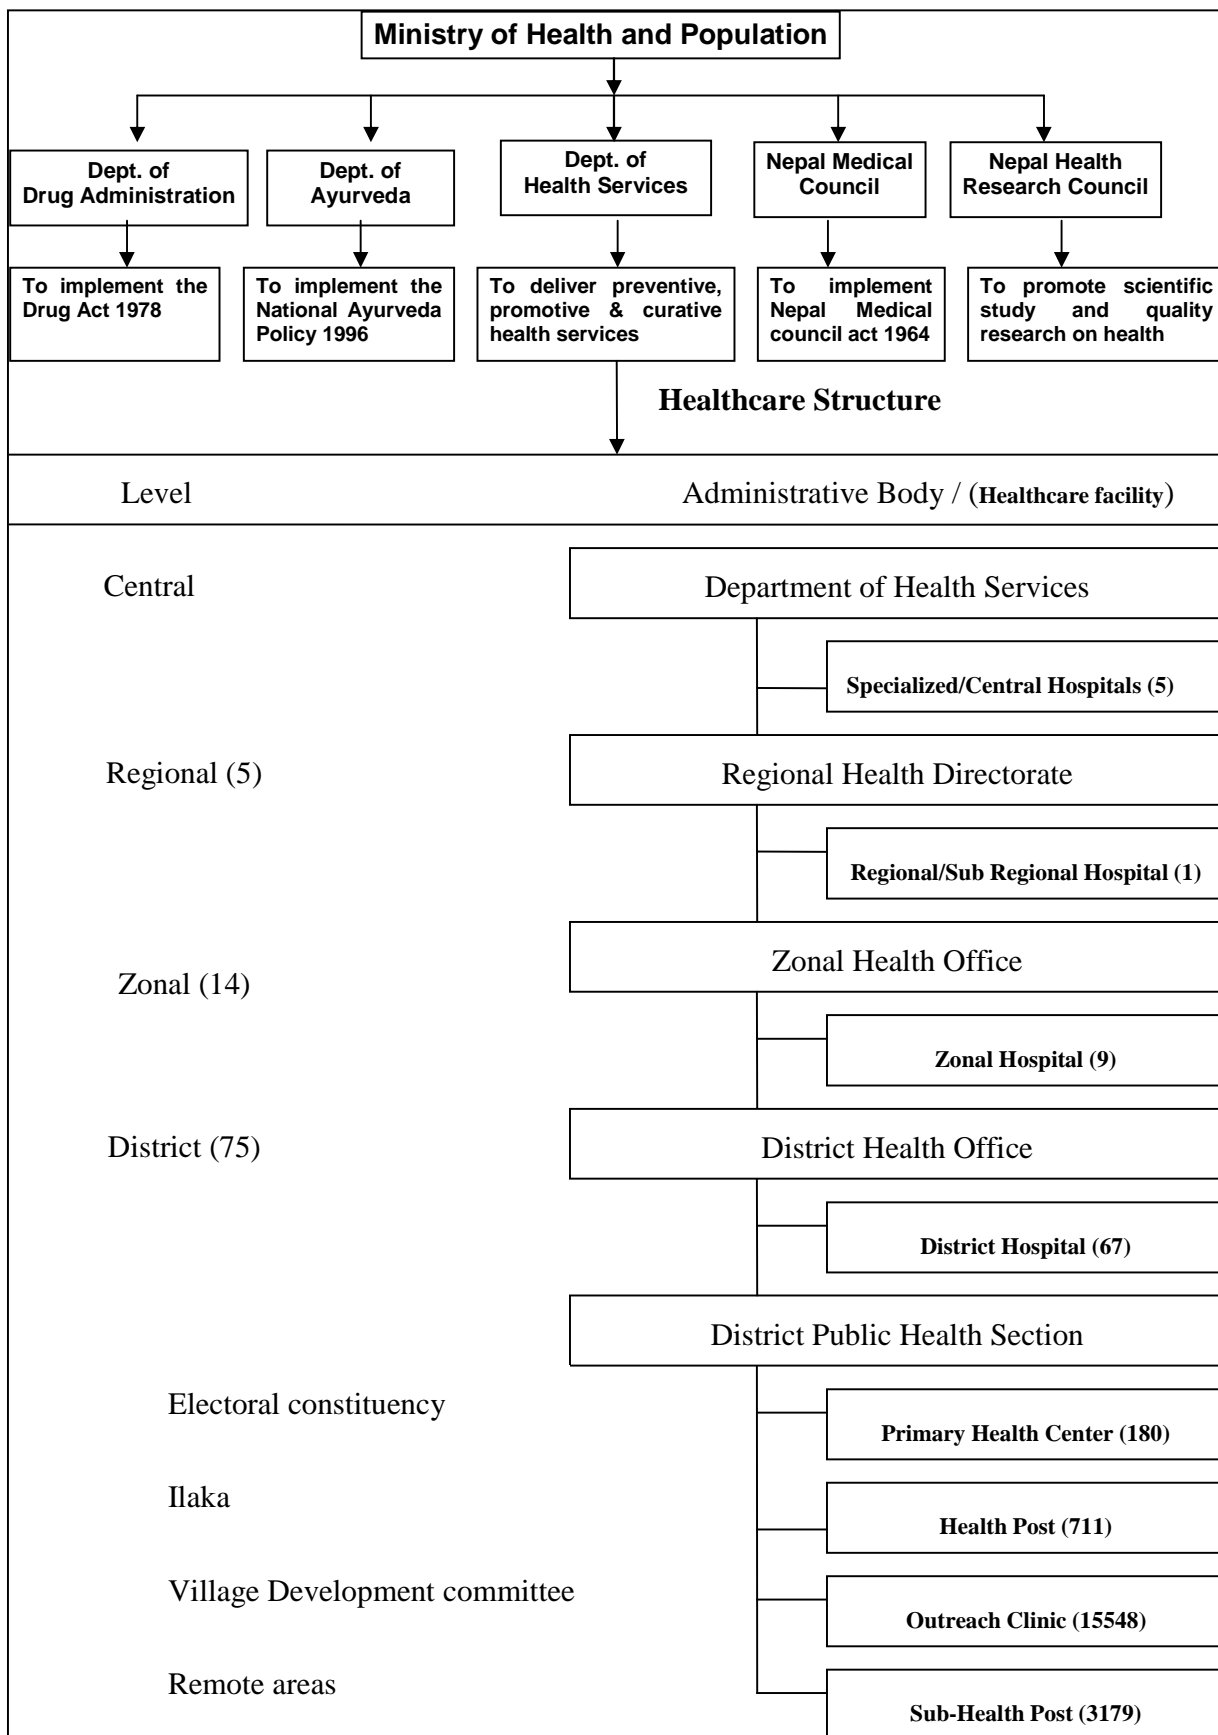 Ministry of Health and Population
Dept. of
Drug Administration
Dept. of
Ayurveda
Dept. of
Health Services
Nepal Medical
Council
Nepal Health
Research Council
To implement the
Drug Act 1978
To implement the
National Ayurveda
Policy 1996
To deliver preventive,
promotive & curative
health services
To implement
Nepal Medical
council act 1964
To promote scientific
study and quality
research on health
Healthcare Structure
Level
Administrative Body / (Healthcare facility)
Central
Department of Health Services
Specialized/Central Hospitals (5)
Regional (5)
Regional Health Directorate
Regional/Sub Regional Hospital (1)
Zonal (14)
Zonal Health Office
Zonal Hospital (9)
District (75)
District Health Office
District Hospital (67)
District Public Health Section
Electoral constituency
Primary Health Center (180)
Ilaka
Health Post (711)
Village Development committee
Outreach Clinic (15548)
Remote areas
Sub-Health Post (3179)